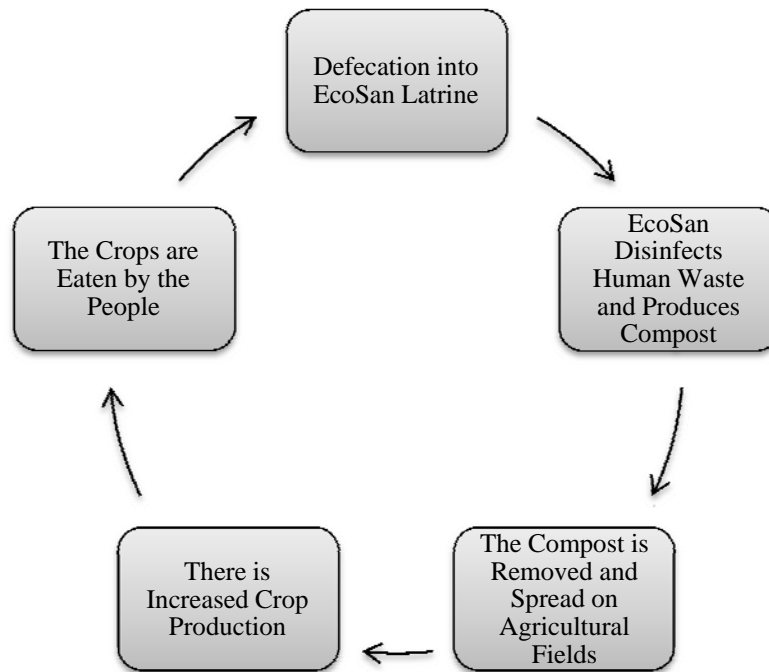 Defecation into
EcoSan Latrine
EcoSan
Disinfects
Human Waste
and Produces
Compost
The Compost is
Removed and
Spread on
Agricultural
Fields
There is
Increased Crop
Production
The Crops are
Eaten by the
People